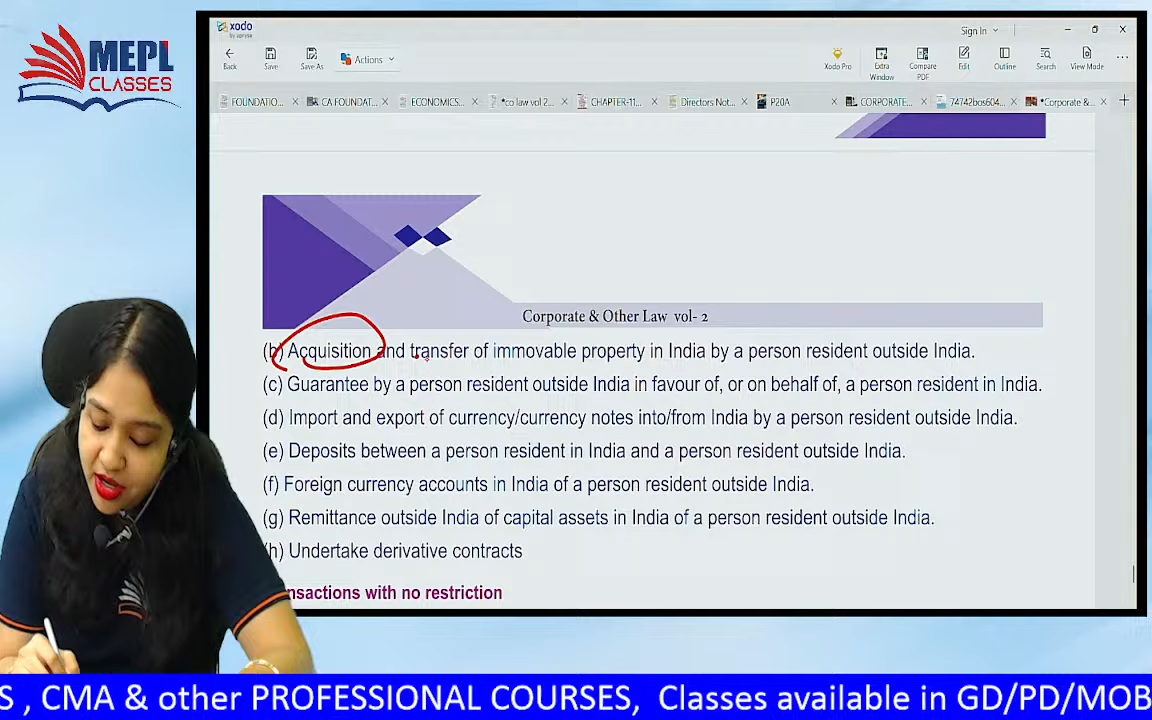 MEPL
CLASSES
xodo
by apryse
Sign In
Back
Save
Save As
Actions
Xodo Pro
Extra Window
Compare PDF
Edit
Outline
Search
View Mode
FOUNDATIO...
CA FOUNDAT...
ECONOMICS...
*co law vol 2...
CHAPTER-11...
Directors Not...
P20A
CORPORATE...
74742bos604...
*Corporate &...
Corporate & Other Law vol- 2
(b) Acquisition and transfer of immovable property in India by a person resident outside India.
(c) Guarantee by a person resident outside India in favour of, or on behalf of, a person resident in India.
(d) Import and export of currency/currency notes into/from India by a person resident outside India.
(e) Deposits between a person resident in India and a person resident outside India.
(f) Foreign currency accounts in India of a person resident outside India.
(g) Remittance outside India of capital assets in India of a person resident outside India.
(h) Undertake derivative contracts
nsactions with no restriction
S , CMA & other PROFESSIONAL COURSES, Classes available in GD/PD/MOB